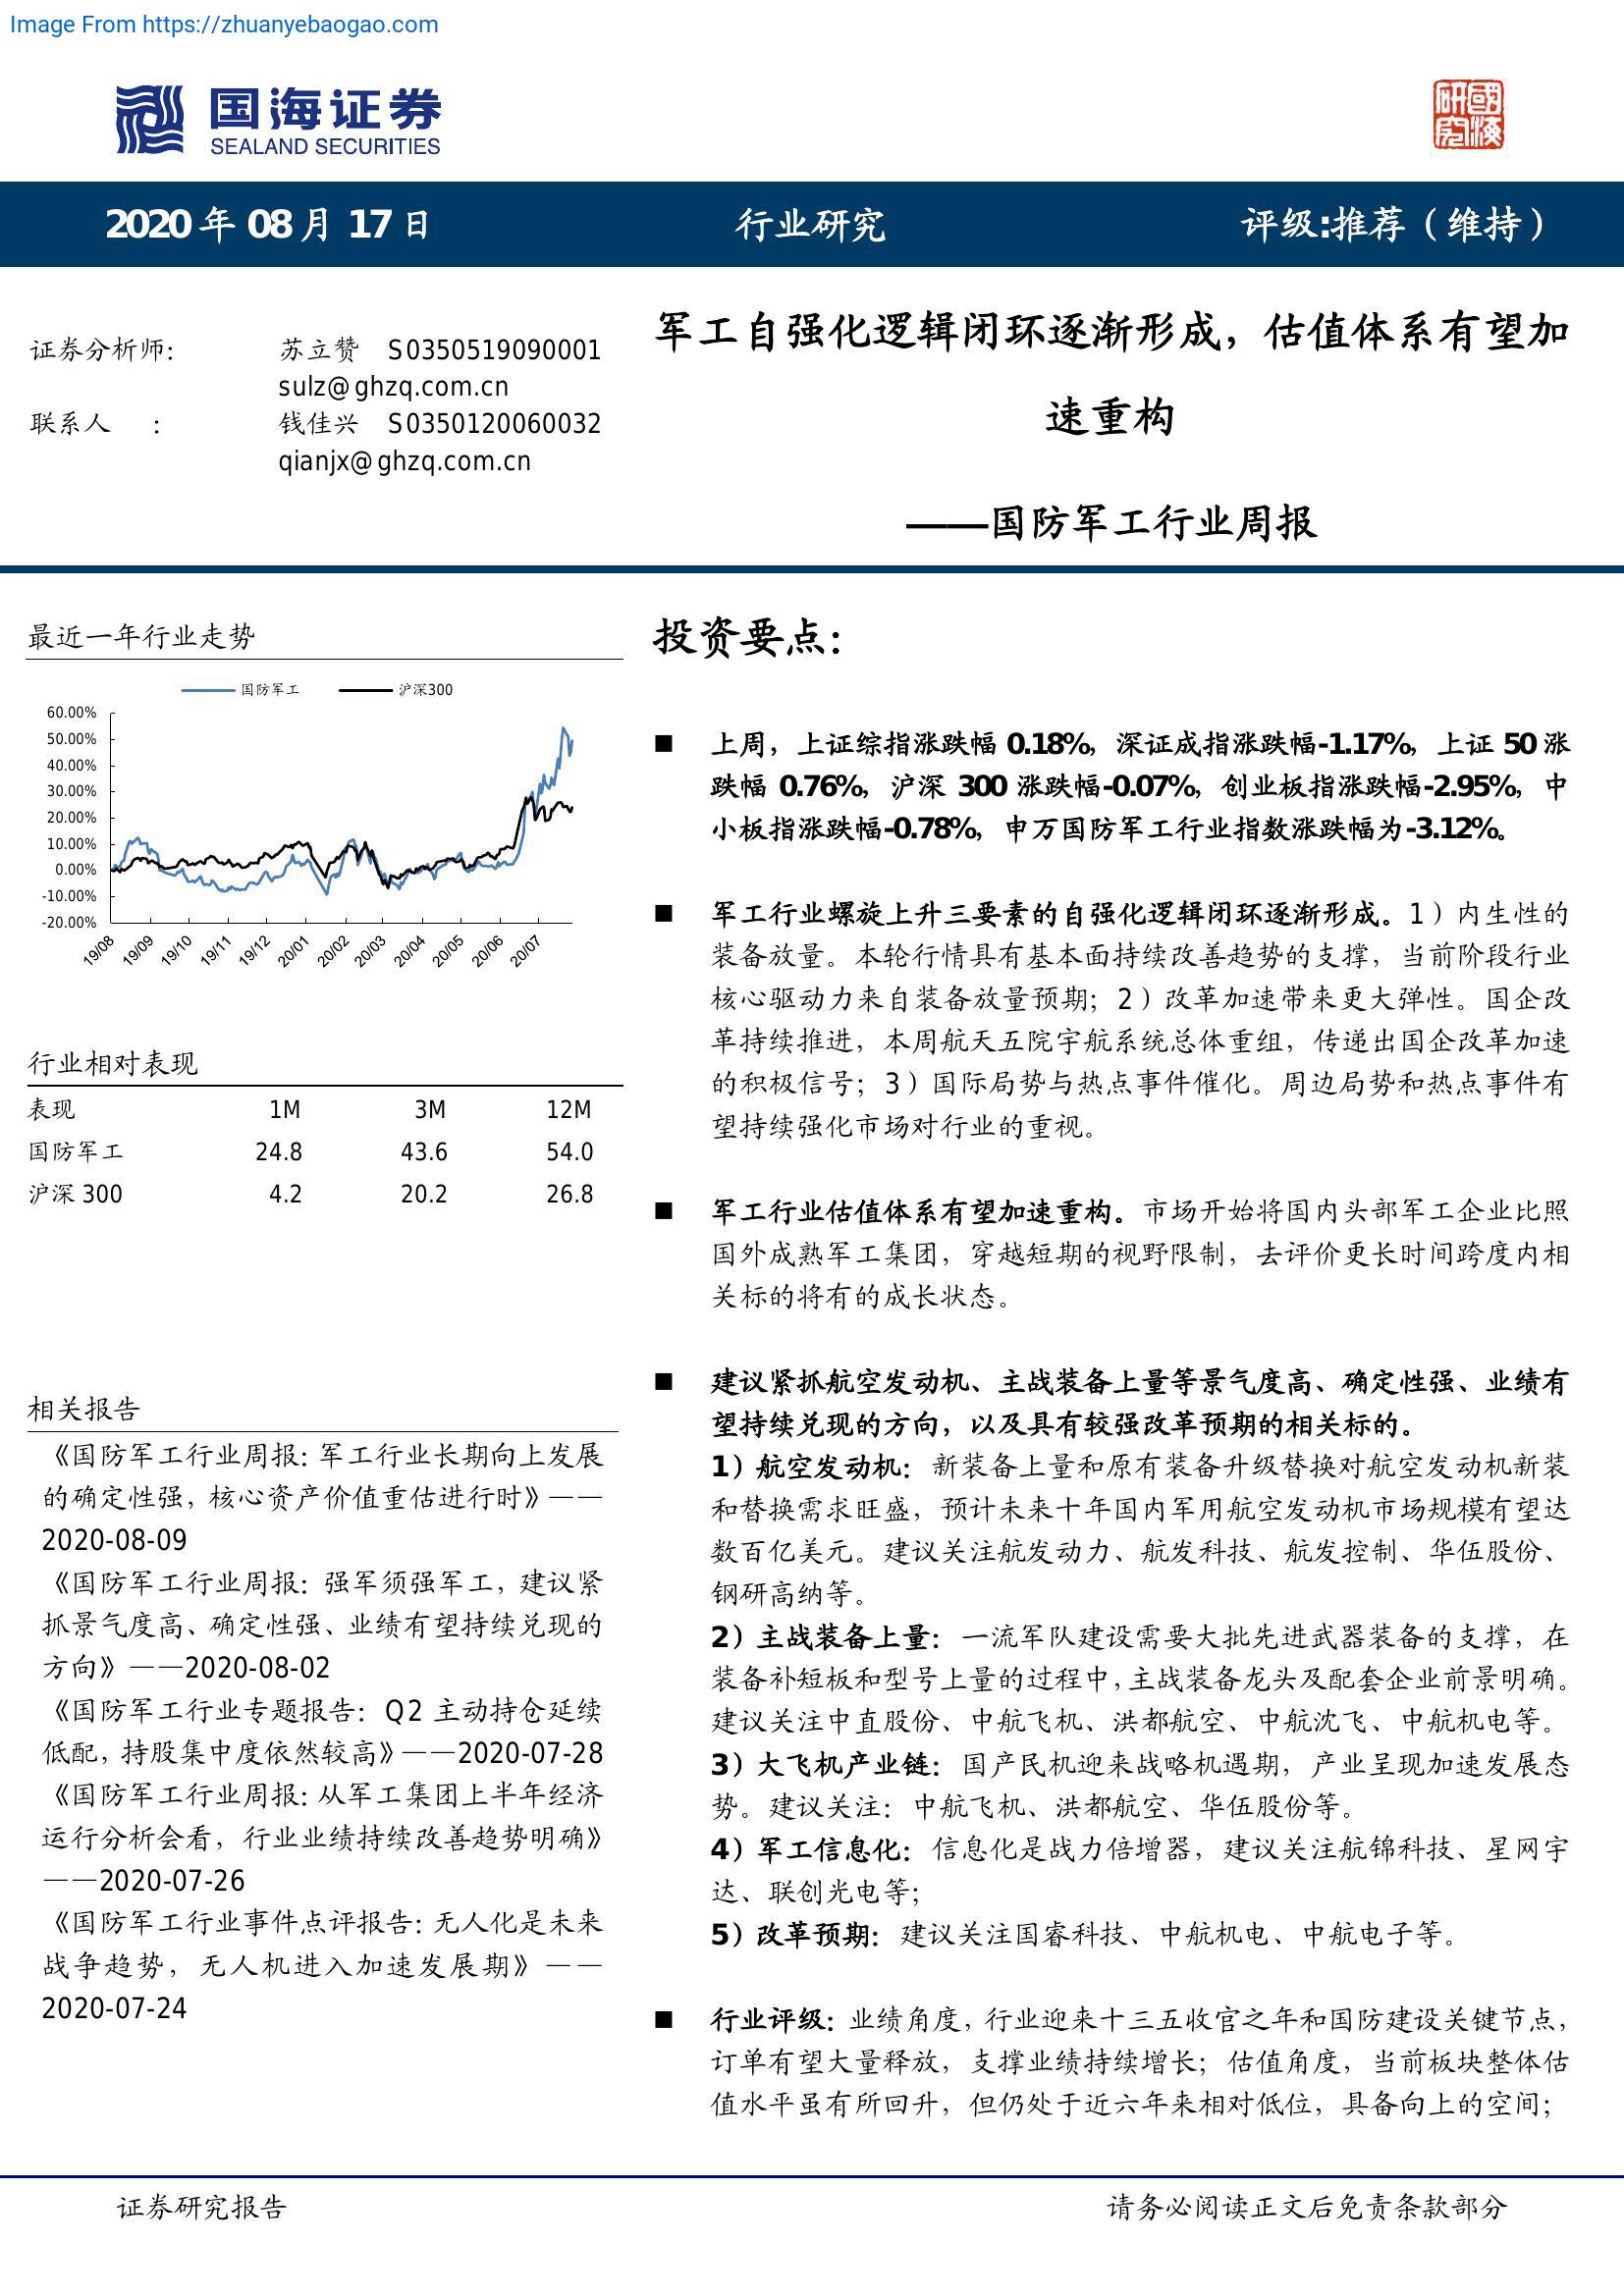 Image From https://zhuanyebaogao.com
国海证券
SEALAND SECURITIES
研國
究海
2020 年 08 月 17 日 行业研究 评级:推荐（维持）
证券分析师： 苏立赞 S0350519090001
sulz@ghzq.com.cn
联系人 ： 钱佳兴 S0350120060032
qianjx@ghzq.com.cn
军工自强化逻辑闭环逐渐形成，估值体系有望加
速重构
——国防军工行业周报
最近一年行业走势
国防军工 沪深300
60.00%
50.00%
40.00%
30.00%
20.00%
10.00%
0.00%
-10.00%
-20.00%
19/08 19/09 19/10 19/11 19/12 20/01 20/02 20/03 20/04 20/05 20/06 20/07
行业相对表现
表现 1M 3M 12M
国防军工 24.8 43.6 54.0
沪深 300 4.2 20.2 26.8
相关报告
《国防军工行业周报：军工行业长期向上发展
的确定性强，核心资产价值重估进行时》——
2020-08-09
《国防军工行业周报：强军须强军工，建议紧
抓景气度高、确定性强、业绩有望持续兑现的
方向》——2020-08-02
《国防军工行业专题报告：Q2 主动持仓延续
低配，持股集中度依然较高》——2020-07-28
《国防军工行业周报：从军工集团上半年经济
运行分析会看，行业业绩持续改善趋势明确》
——2020-07-26
《国防军工行业事件点评报告：无人化是未来
战争趋势，无人机进入加速发展期》——
2020-07-24
投资要点：
■ 上周，上证综指涨跌幅 0.18%，深证成指涨跌幅-1.17%，上证 50 涨
跌幅 0.76%，沪深 300 涨跌幅-0.07%，创业板指涨跌幅-2.95%，中
小板指涨跌幅-0.78%，申万国防军工行业指数涨跌幅为-3.12%。
■ 军工行业螺旋上升三要素的自强化逻辑闭环逐渐形成。1）内生性的
装备放量。本轮行情具有基本面持续改善趋势的支撑，当前阶段行业
核心驱动力来自装备放量预期；2）改革加速带来更大弹性。国企改
革持续推进，本周航天五院宇航系统总体重组，传递出国企改革加速
的积极信号；3）国际局势与热点事件催化。周边局势和热点事件有
望持续强化市场对行业的重视。
■ 军工行业估值体系有望加速重构。市场开始将国内头部军工企业比照
国外成熟军工集团，穿越短期的视野限制，去评价更长时间跨度内相
关标的将有的成长状态。
■ 建议紧抓航空发动机、主战装备上量等景气度高、确定性强、业绩有
望持续兑现的方向，以及具有较强改革预期的相关标的。
1）航空发动机：新装备上量和原有装备升级替换对航空发动机新装
和替换需求旺盛，预计未来十年国内军用航空发动机市场规模有望达
数百亿美元。建议关注航发动力、航发科技、航发控制、华伍股份、
钢研高纳等。
2）主战装备上量：一流军队建设需要大批先进武器装备的支撑，在
装备补短板和型号上量的过程中，主战装备龙头及配套企业前景明确。
建议关注中直股份、中航飞机、洪都航空、中航沈飞、中航机电等。
3）大飞机产业链：国产民机迎来战略机遇期，产业呈现加速发展态
势。建议关注：中航飞机、洪都航空、华伍股份等。
4）军工信息化：信息化是战力倍增器，建议关注航锦科技、星网宇
达、联创光电等；
5）改革预期：建议关注国睿科技、中航机电、中航电子等。
■ 行业评级：业绩角度，行业迎来十三五收官之年和国防建设关键节点，
订单有望大量释放，支撑业绩持续增长；估值角度，当前板块整体估
值水平虽有所回升，但仍处于近六年来相对低位，具备向上的空间；
证券研究报告 请务必阅读正文后免责条款部分